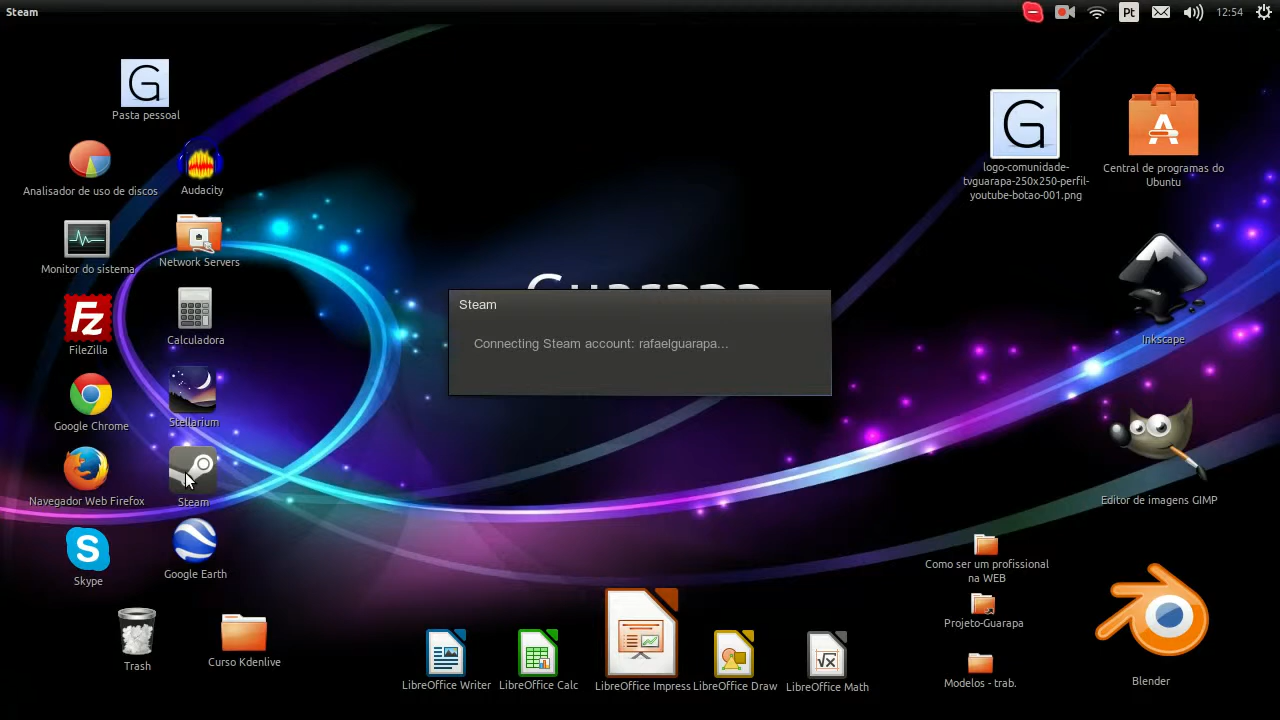 Steam
Pt
12:54
G
Pasta pessoal
Analisador de uso de discos
Audacity
Monitor do sistema
Network Servers
Fz
FileZilla
Calculadora
Google Chrome
Stellarium
Navegador Web Firefox
Steam
S
Skype
Google Earth
Trash
Curso Kdenlive
Guarapa
Steam
Connecting Steam account: rafaelguarapa...
LibreOffice Writer
LibreOffice Calc
LibreOffice Impress
LibreOffice Draw
LibreOffice Math
G
logo-comunidade-
tvguarapa-250x250-perfil-
youtube-botao-001.png
Central de programas do
Ubuntu
Inkscape
Editor de imagens GIMP
Como ser um profissional
na WEB
Projeto-Guarapa
Modelos - trab.
Blender